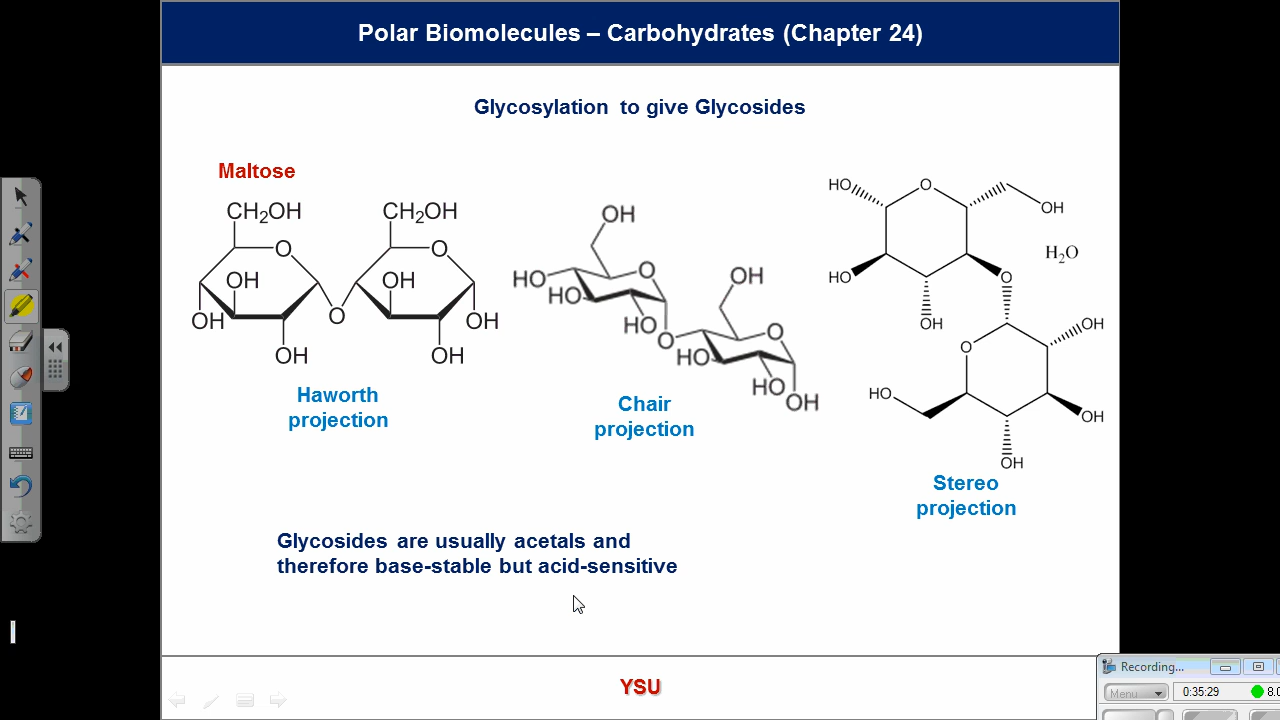 Polar Biomolecules – Carbohydrates (Chapter 24)
Glycosylation to give Glycosides
Maltose
CH₂OH
CH₂OH
O
O
OH
OH
OH
O
OH
OH
OH
Haworth
projection
OH
HO
O
HO
HO
O
OH
O
HO
HO
OH
Chair
projection
HO
O
OH
H₂O
HO
O
OH
OH
O
HO
OH
OH
Stereo
projection
Glycosides are usually acetals and
therefore base-stable but acid-sensitive
YSU
Recording...
Menu
0:35:29
8.0